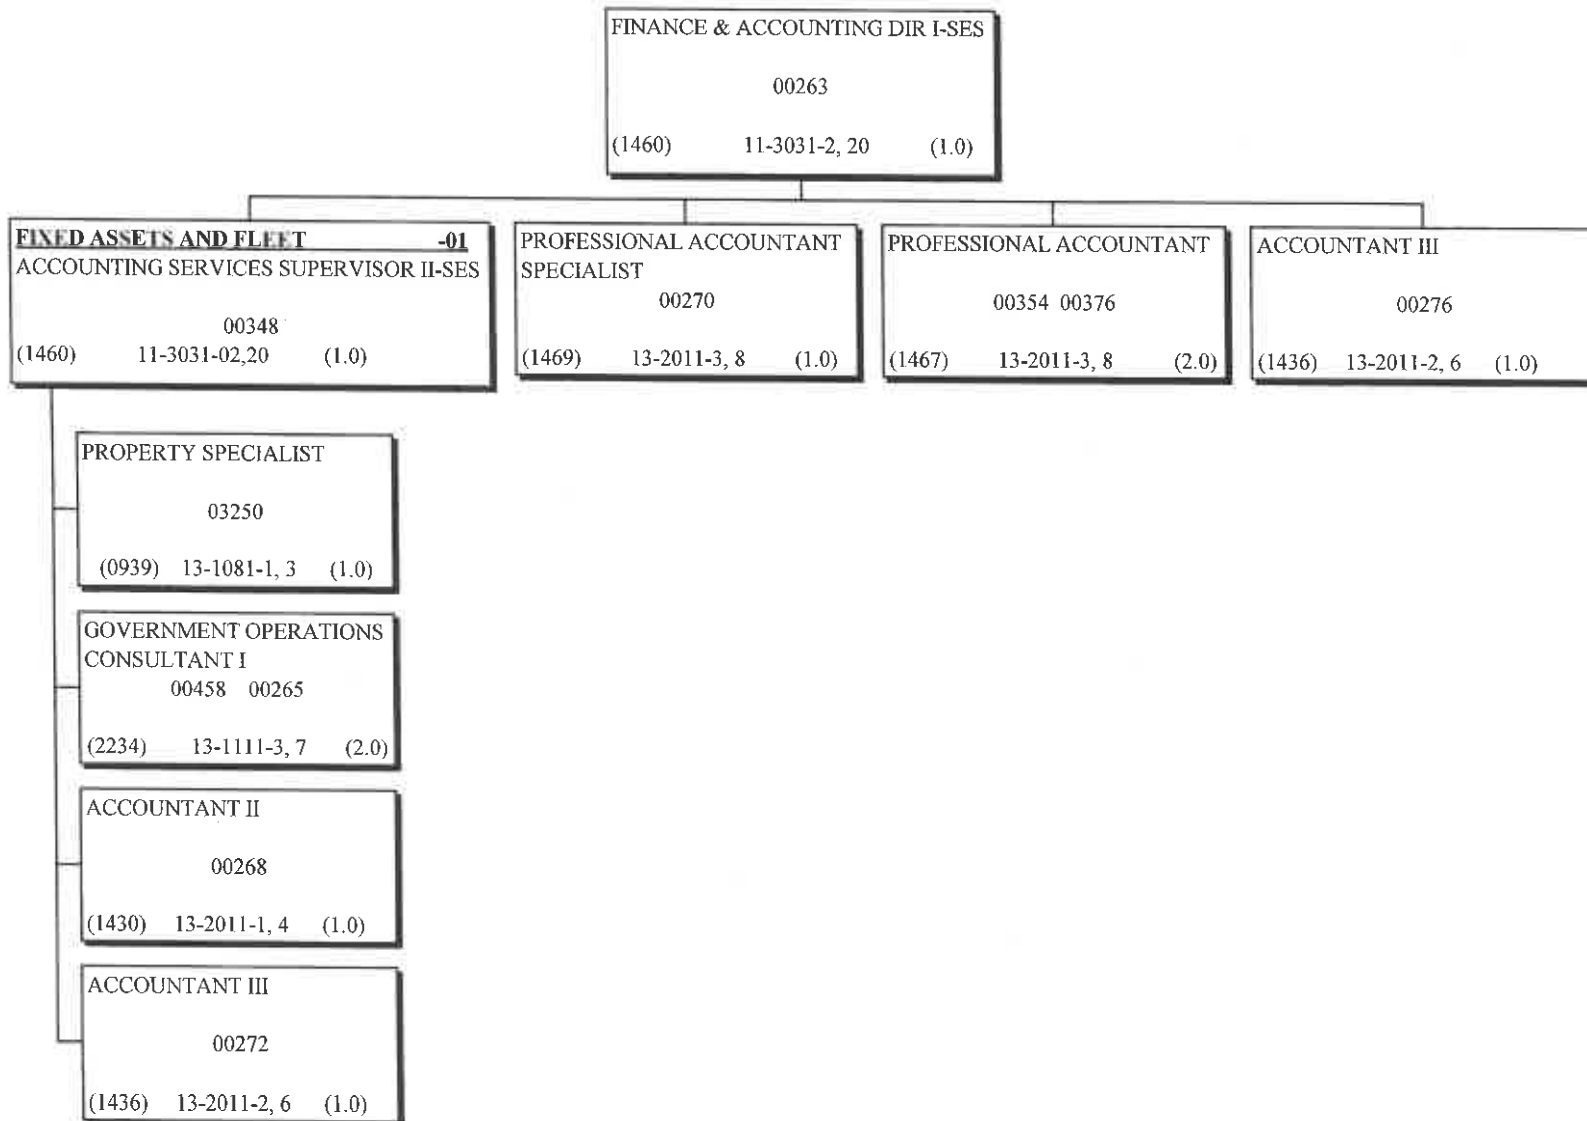 FINANCE & ACCOUNTING DIR I-SES
00263
(1460) 11-3031-2, 20 (1.0)
FIXED ASSETS AND FLEET -01
ACCOUNTING SERVICES SUPERVISOR II-SES
00348
(1460) 11-3031-02,20 (1.0)
PROFESSIONAL ACCOUNTANT
SPECIALIST
00270
(1469) 13-2011-3, 8 (1.0)
PROFESSIONAL ACCOUNTANT
00354 00376
(1467) 13-2011-3, 8 (2.0)
ACCOUNTANT III
00276
(1436) 13-2011-2, 6 (1.0)
PROPERTY SPECIALIST
03250
(0939) 13-1081-1, 3 (1.0)
GOVERNMENT OPERATIONS
CONSULTANT I
00458 00265
(2234) 13-1111-3, 7 (2.0)
ACCOUNTANT II
00268
(1430) 13-2011-1, 4 (1.0)
ACCOUNTANT III
00272
(1436) 13-2011-2, 6 (1.0)